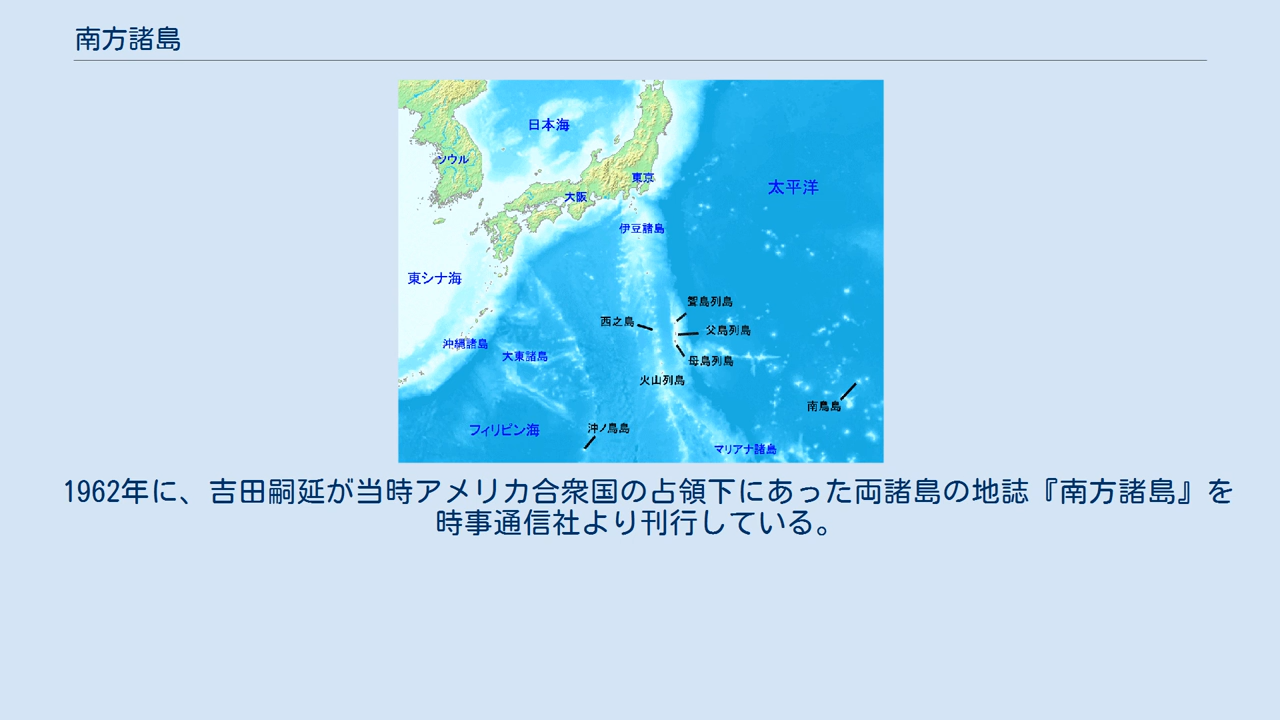 南方諸島
日本海
ソウル
東京
太平洋
大阪
伊豆諸島
東シナ海
聟島列島
西之島
父島列島
沖縄諸島
大東諸島
母島列島
火山列島
南鳥島
フィリピン海
沖ノ鳥島
マリアナ諸島
1962年に、吉田嗣延が当時アメリカ合衆国の占領下にあった両諸島の地誌『南方諸島』を
時事通信社より刊行している。